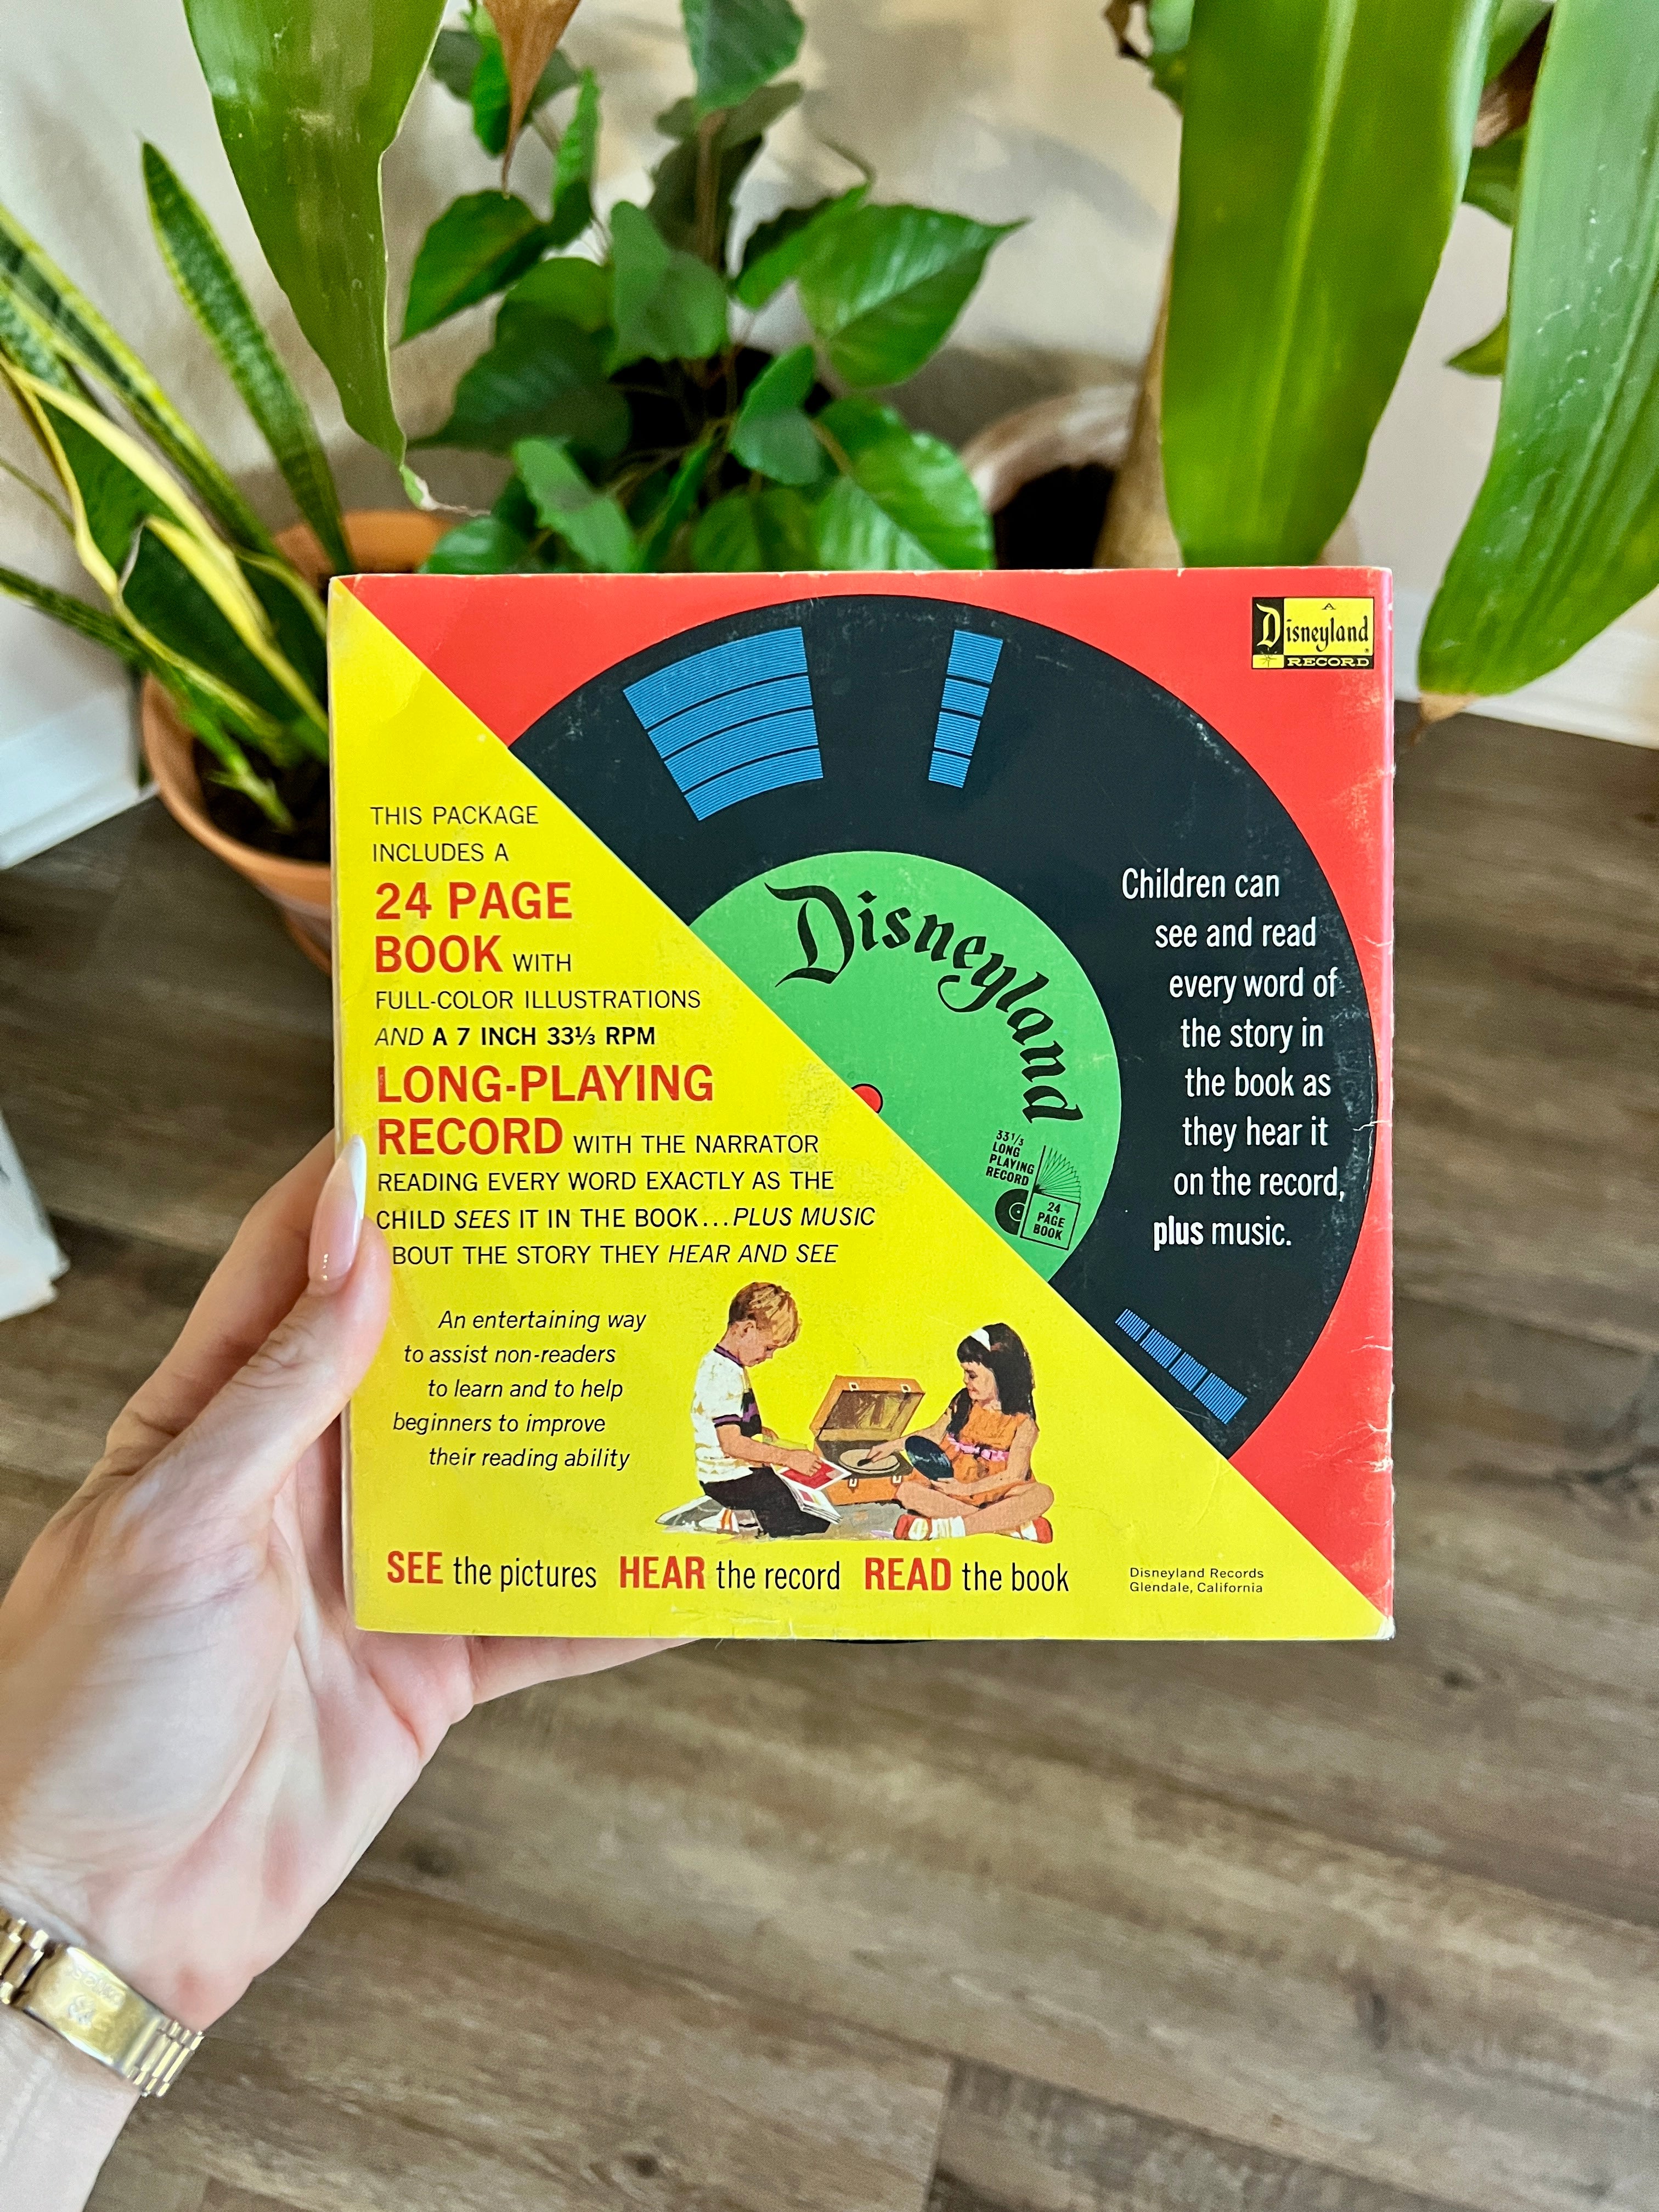 THIS PACKAGE
INCLUDES A
24 PAGE
BOOK WITH
FULL-COLOR ILLUSTRATIONS
AND A 7 INCH 33⅓ RPM
LONG-PLAYING
RECORD WITH THE NARRATOR
READING EVERY WORD EXACTLY AS THE
CHILD SEES IT IN THE BOOK...PLUS MUSIC
BOUT THE STORY THEY HEAR AND SEE
An entertaining way
to assist non-readers
to learn and to help
beginners to improve
their reading ability
SEE the pictures HEAR the record READ the book
Disneyland Records
Glendale, California
A
Disneyland
RECORD
Disneyland
33⅓
LONG
PLAYING
RECORD
24
PAGE
BOOK
Children can
see and read
every word of
the story in
the book as
they hear it
on the record,
plus music.